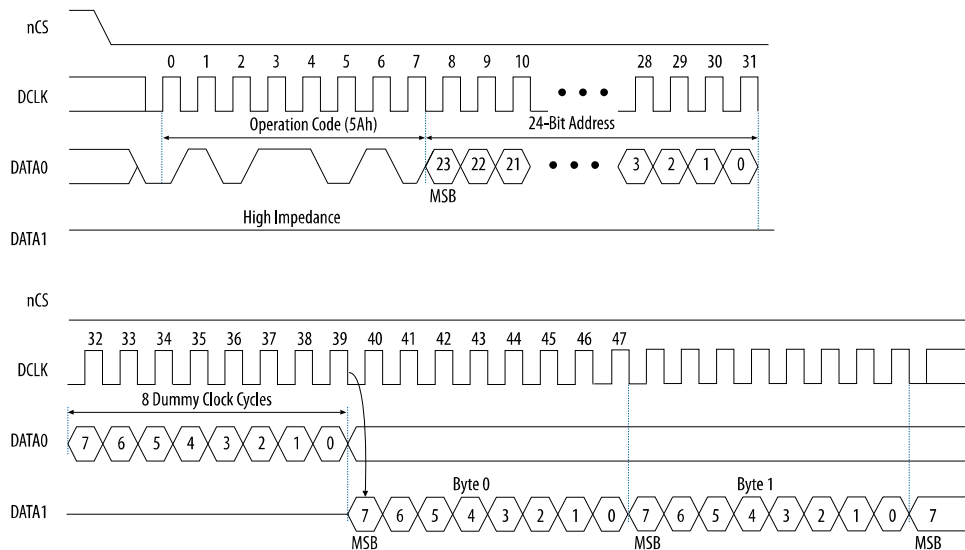 nCS
0 1 2 3 4 5 6 7 8 9 10 28 29 30 31
DCLK
Operation Code (5Ah) 24-Bit Address
DATA0 23 22 21 3 2 1 0
MSB
High Impedance
DATA1
nCS
32 33 34 35 36 37 38 39 40 41 42 43 44 45 46 47
DCLK
8 Dummy Clock Cycles
DATA0 7 6 5 4 3 2 1 0
Byte 0 Byte 1
DATA1 7 6 5 4 3 2 1 0 7 6 5 4 3 2 1 0 7
MSB MSB MSB